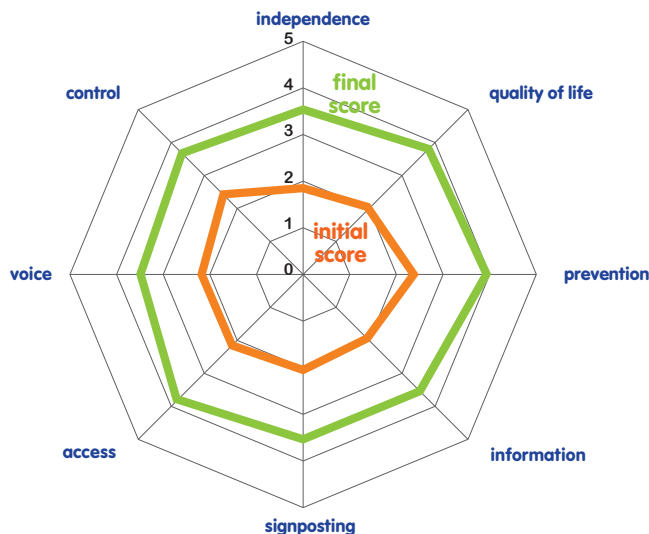 independence
5
control
final
score
quality of life
4
3
2
1
initial
score
0
voice
prevention
access
information
signposting